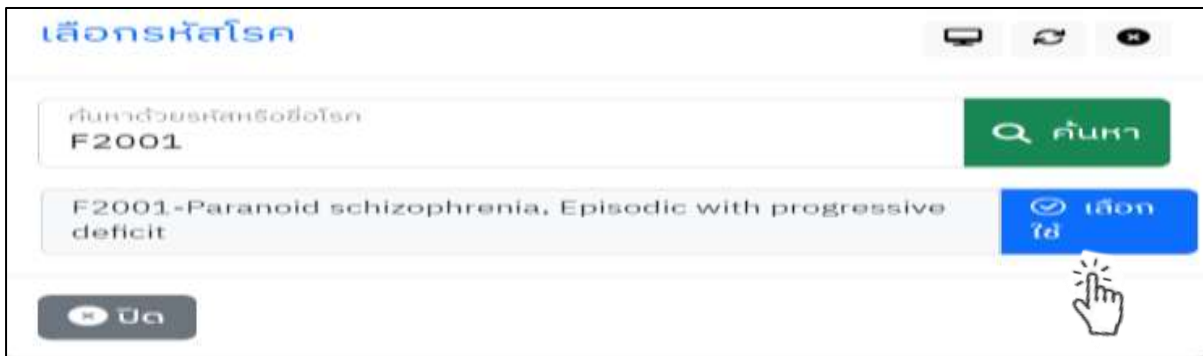 เลือกรหัสโรค
ค้นหาด้วยรหัสหรือชื่อโรค
F2001
ค้นหา
F2001-Paranoid schizophrenia, Episodic with progressive
deficit
เลือก
ใช้
ปิด